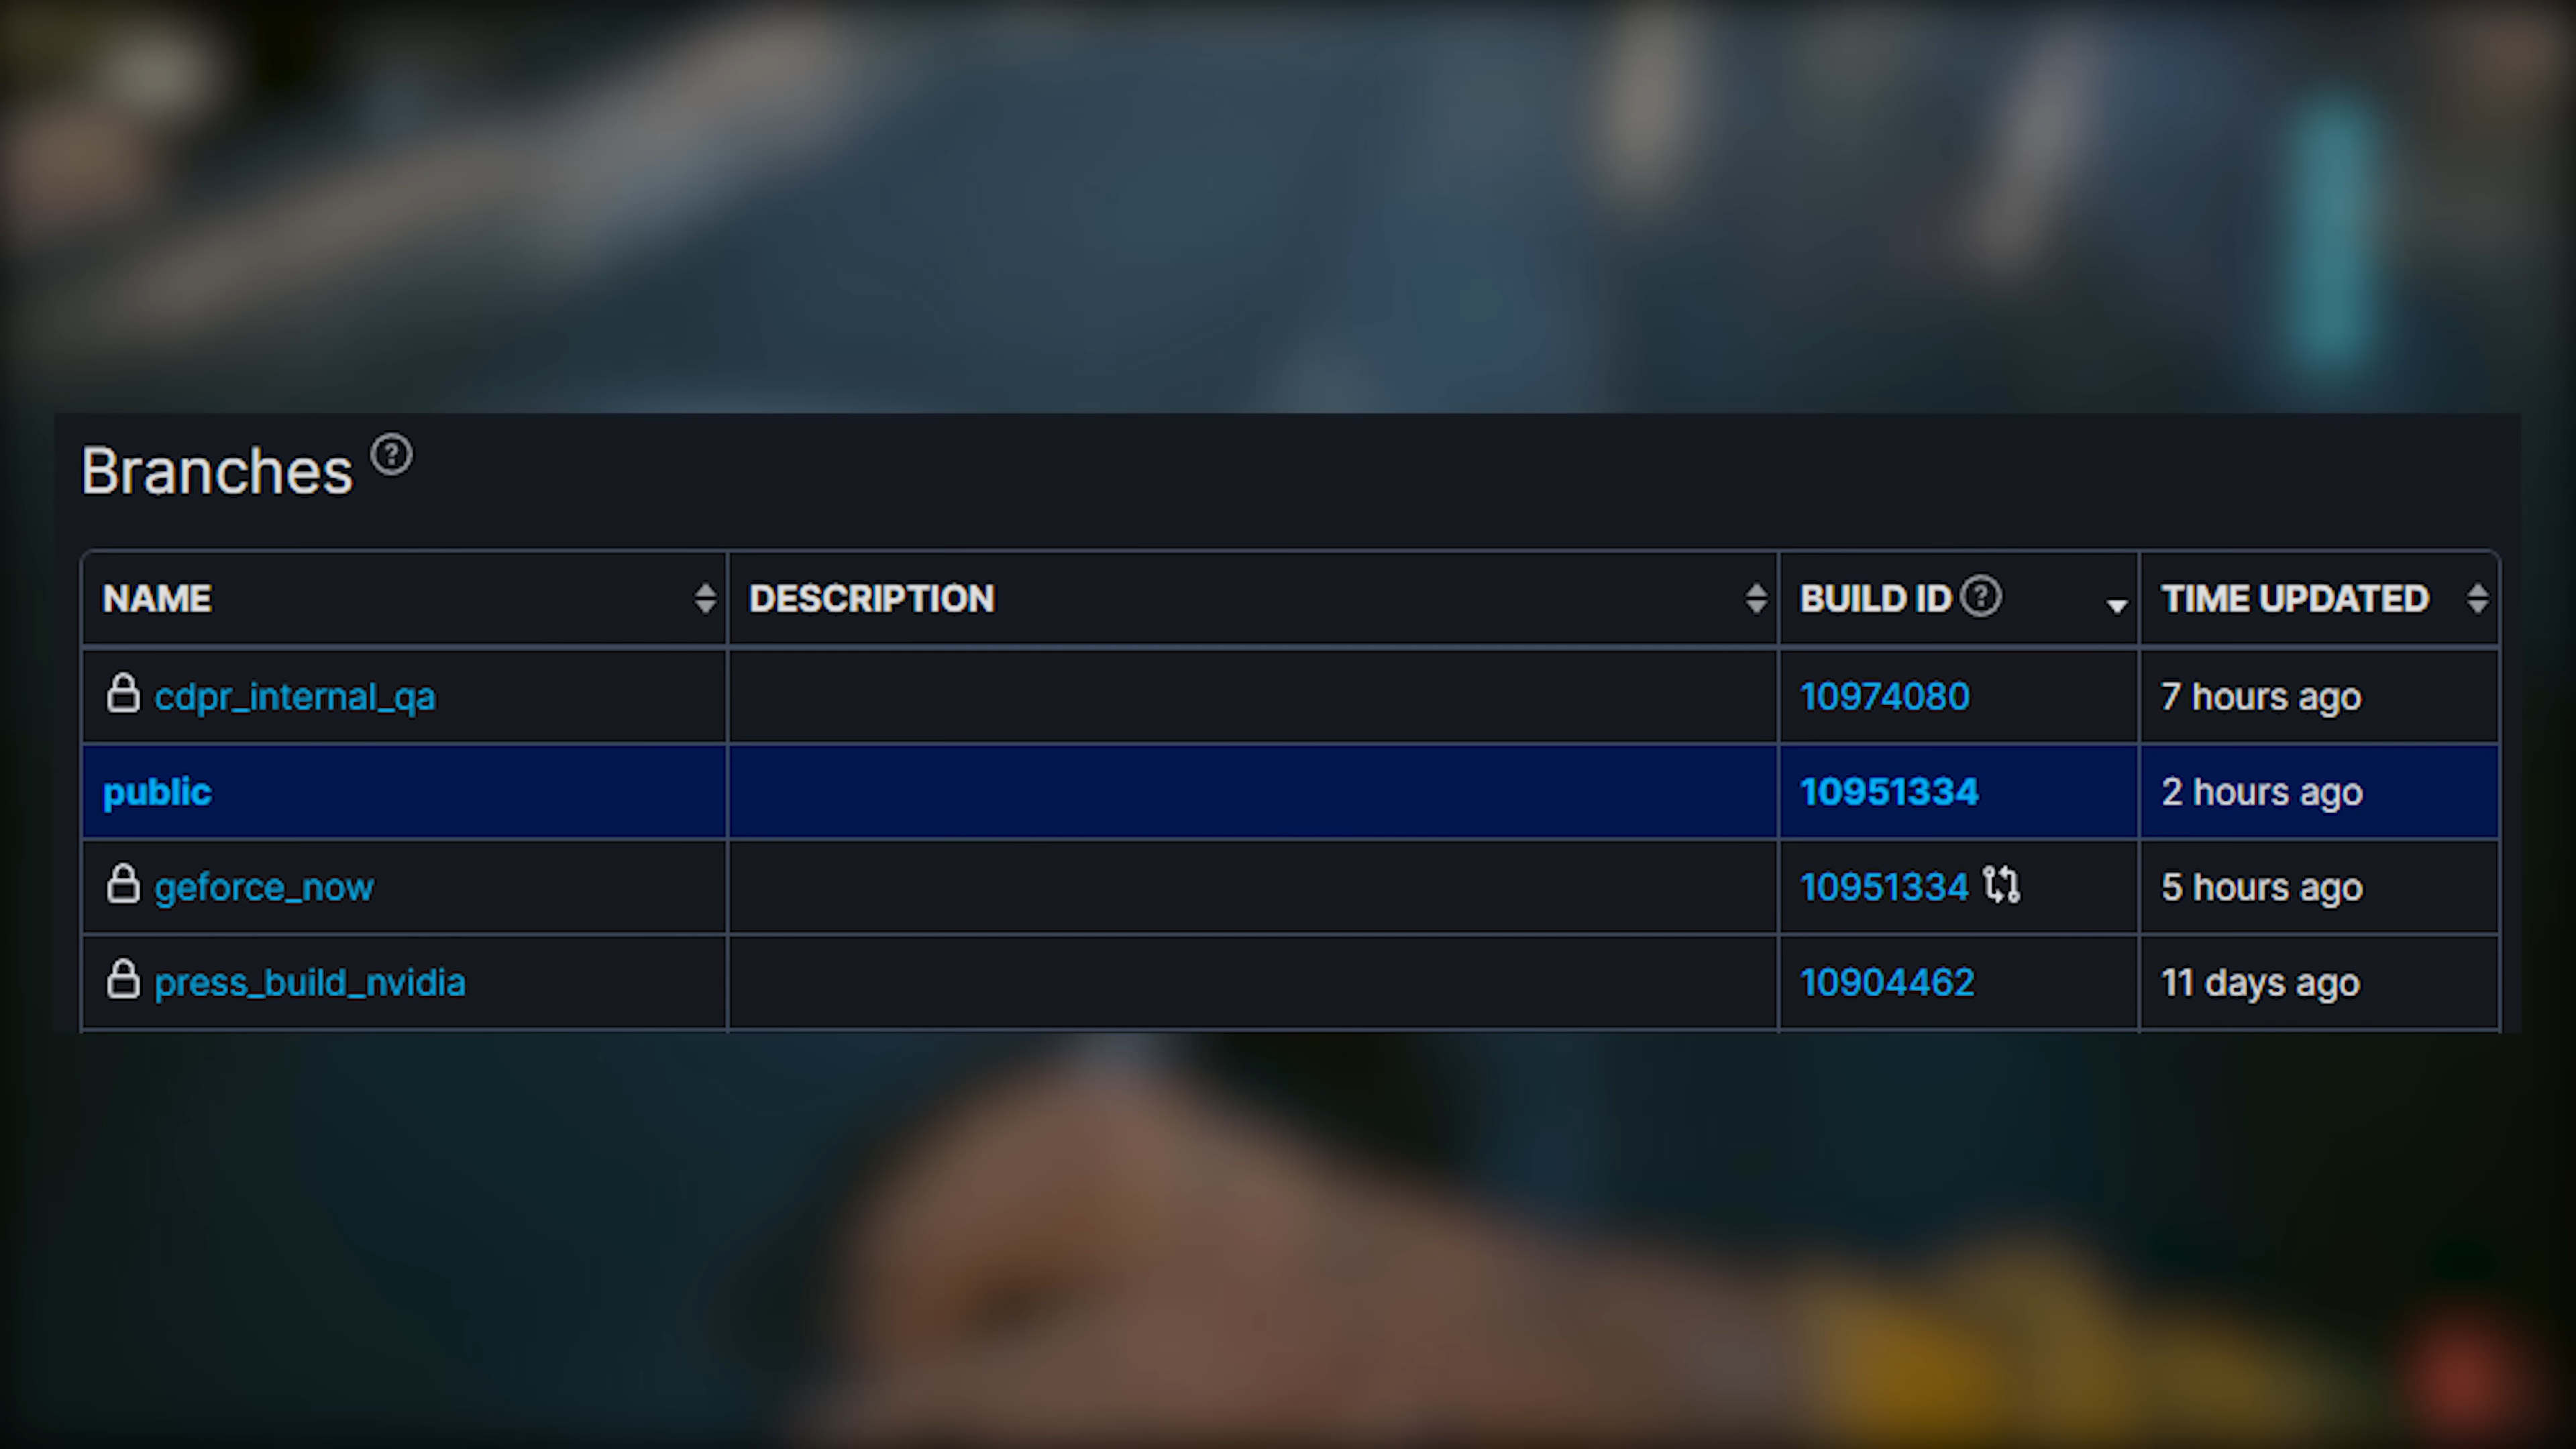 Branches ?
NAME DESCRIPTION BUILD ID ? TIME UPDATED
cdpr_internal_qa 10974080 7 hours ago
public 10951334 2 hours ago
geforce_now 10951334 5 hours ago
press_build_nvidia 10904462 11 days ago